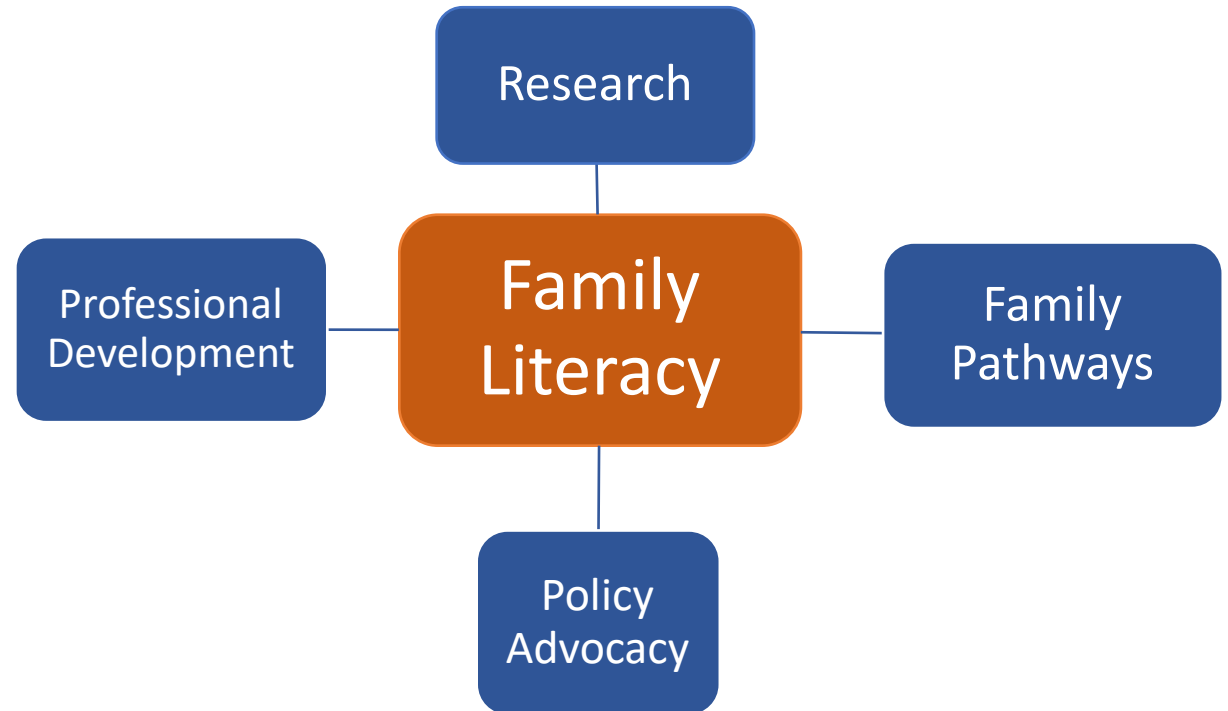 Research
Professional
Development
Family
Literacy
Family
Pathways
Policy
Advocacy